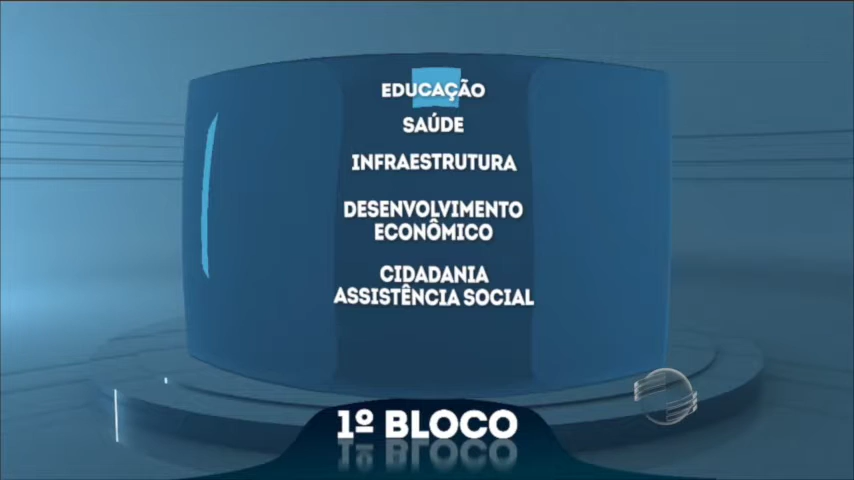 EDUCAÇÃO
SAÚDE
INFRAESTRUTURA
DESENVOLVIMENTO
ECONÔMICO
CIDADANIA
ASSISTÊNCIA SOCIAL
1º BLOCO